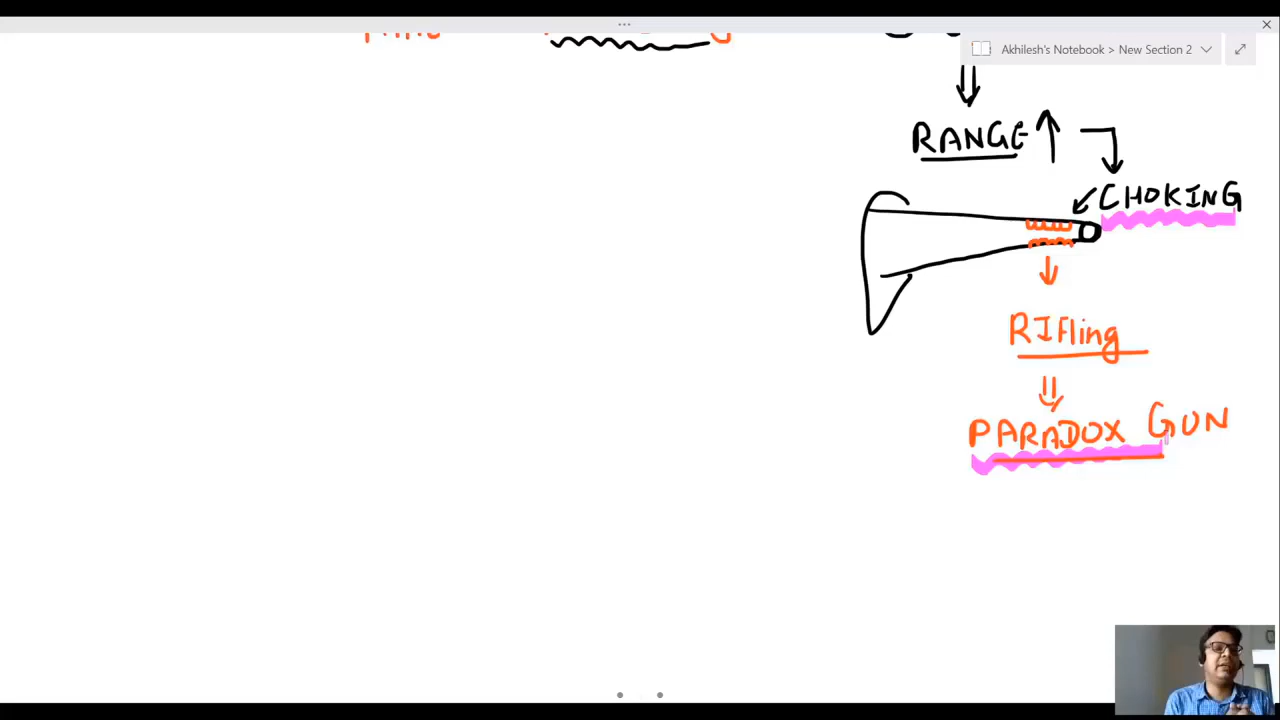 Akhilesh's Notebook > New Section 2
RANGE
CHOKING
RIfling
PARADOX GUN